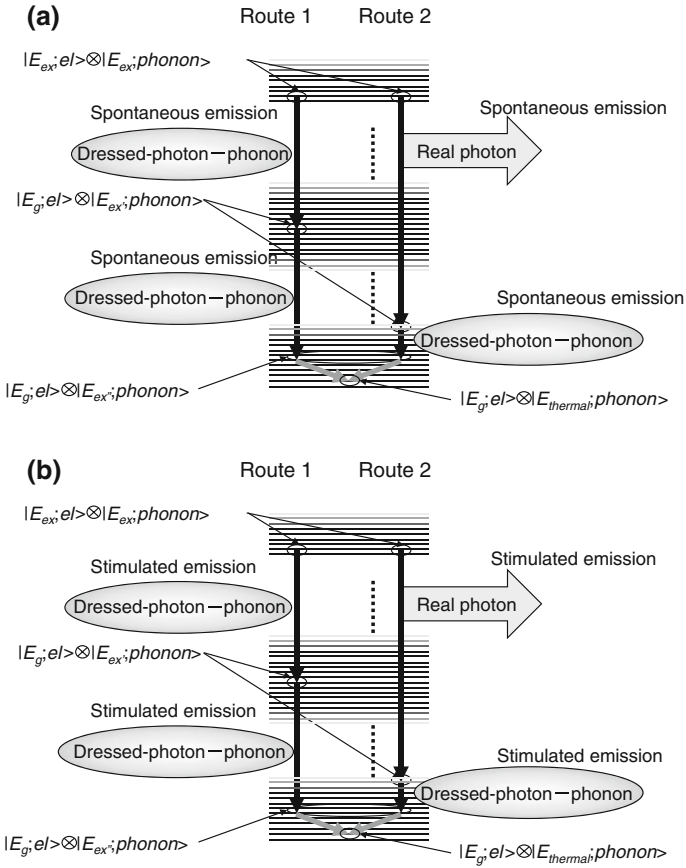 (a)
Route 1 Route 2
|E_ex;el>⊗|E_ex;phonon>
Spontaneous emission
Spontaneous emission
Dressed-photon—phonon
Real photon
|E_g;el>⊗|E_ex';phonon>
Spontaneous emission
Dressed-photon—phonon
Spontaneous emission
Dressed-photon—phonon
|E_g;el>⊗|E_ex";phonon>
|E_g;el>⊗|E_thermal;phonon>
(b)
Route 1 Route 2
|E_ex;el>⊗|E_ex;phonon>
Stimulated emission
Stimulated emission
Dressed-photon—phonon
Real photon
|E_g;el>⊗|E_ex';phonon>
Stimulated emission
Dressed-photon—phonon
Stimulated emission
Dressed-photon—phonon
|E_g;el>⊗|E_ex";phonon>
|E_g;el>⊗|E_thermal;phonon>